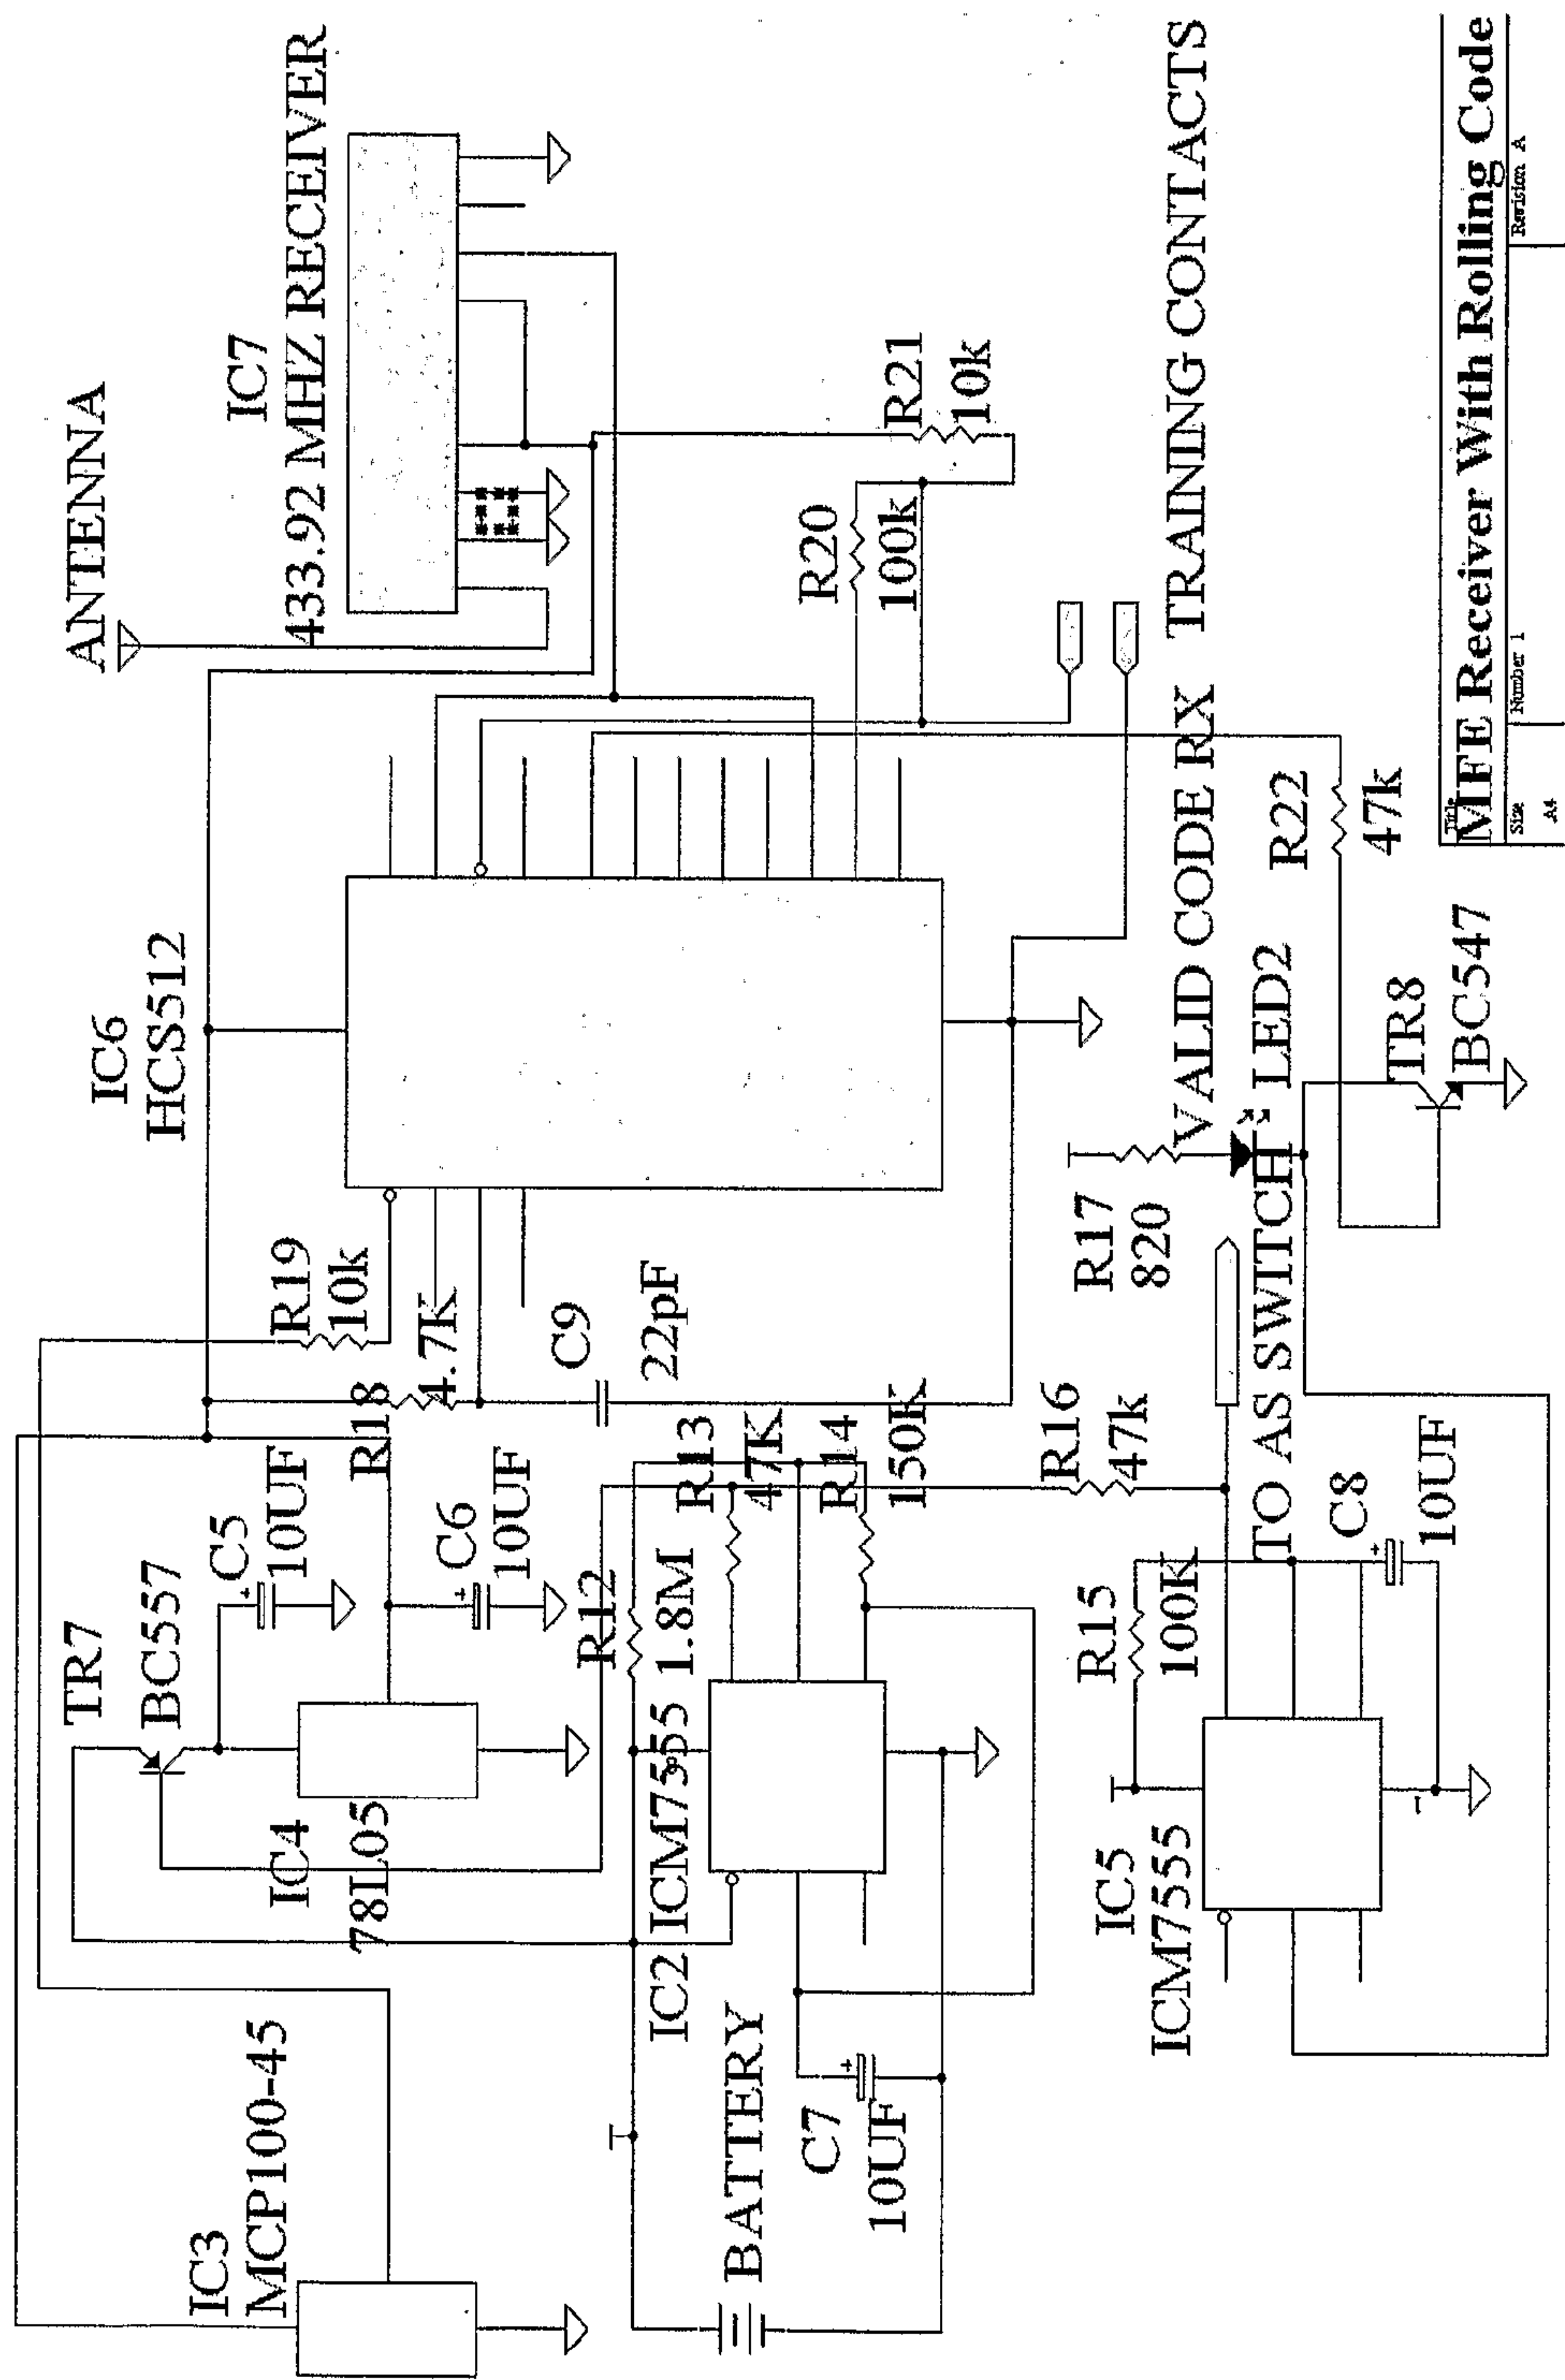 ANTENNA
IC7
433.92 MHZ RECEIVER
IC6
HCS512
R19
10k
TR7
BC557
C5
10UF
IC3
MCP100-45
IC4
78L05
R18
4.7K
C6
10UF
C9
22pF
R20
100k
R21
10k
R12
1.8M
IC2 ICM7555
R13
47K
R14
150K
BATTERY
C7
10UF
TRAINING CONTACTS
R16
47k
R17
820
VALID CODE RX
LED2
TO AS SWITCH
R15
100K
IC5
ICM7555
C8
10UF
R22
47k
TR8
BC547
Title
MFE Receiver With Rolling Code
Size
A4
Number 1
Revision A